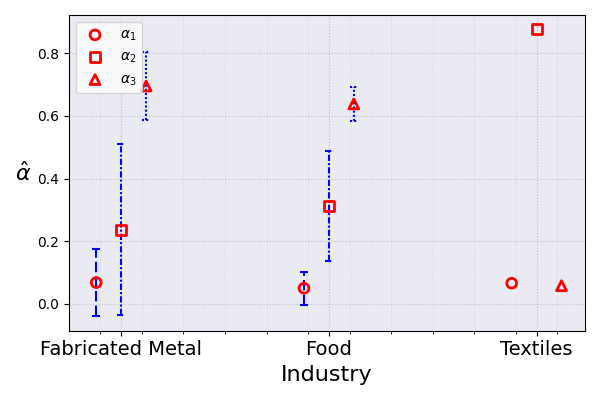 α₁
α₂
α₃
0.8
0.6
0.4
0.2
0.0
α̂
Fabricated Metal Food Textiles
Industry